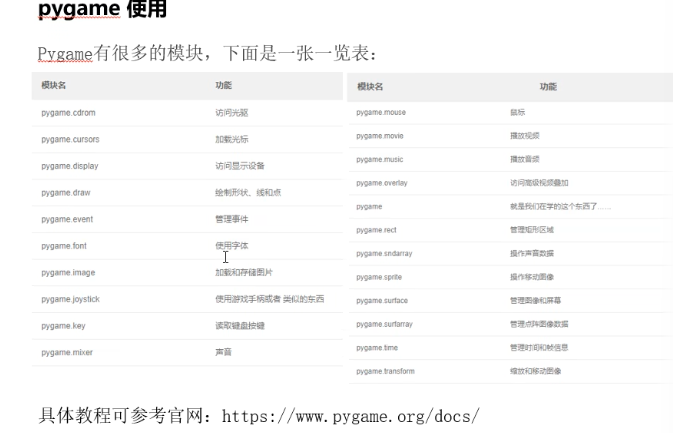 pygame 使用
Pygame有很多的模块，下面是一张一览表：
模块名 功能
pygame.cdrom 访问光驱
pygame.cursors 加载光标
pygame.display 访问显示设备
pygame.draw 绘制形状、线和点
pygame.event 管理事件
pygame.font 使用字体
pygame.image 加载和存储图片
pygame.joystick 使用游戏手柄或者 类似的东西
pygame.key 读取键盘按键
pygame.mixer 声音
模块名 功能
pygame.mouse 鼠标
pygame.movie 播放视频
pygame.music 播放音频
pygame.overlay 访问高级视频叠加
pygame 就是我们在学的这个东西了......
pygame.rect 管理矩形区域
pygame.sndarray 操作声音数据
pygame.sprite 操作移动图像
pygame.surface 管理图像和屏幕
pygame.surfarray 管理点阵图像数据
pygame.time 管理时间和帧信息
pygame.transform 缩放和移动图像
具体教程可参考官网：https://www.pygame.org/docs/